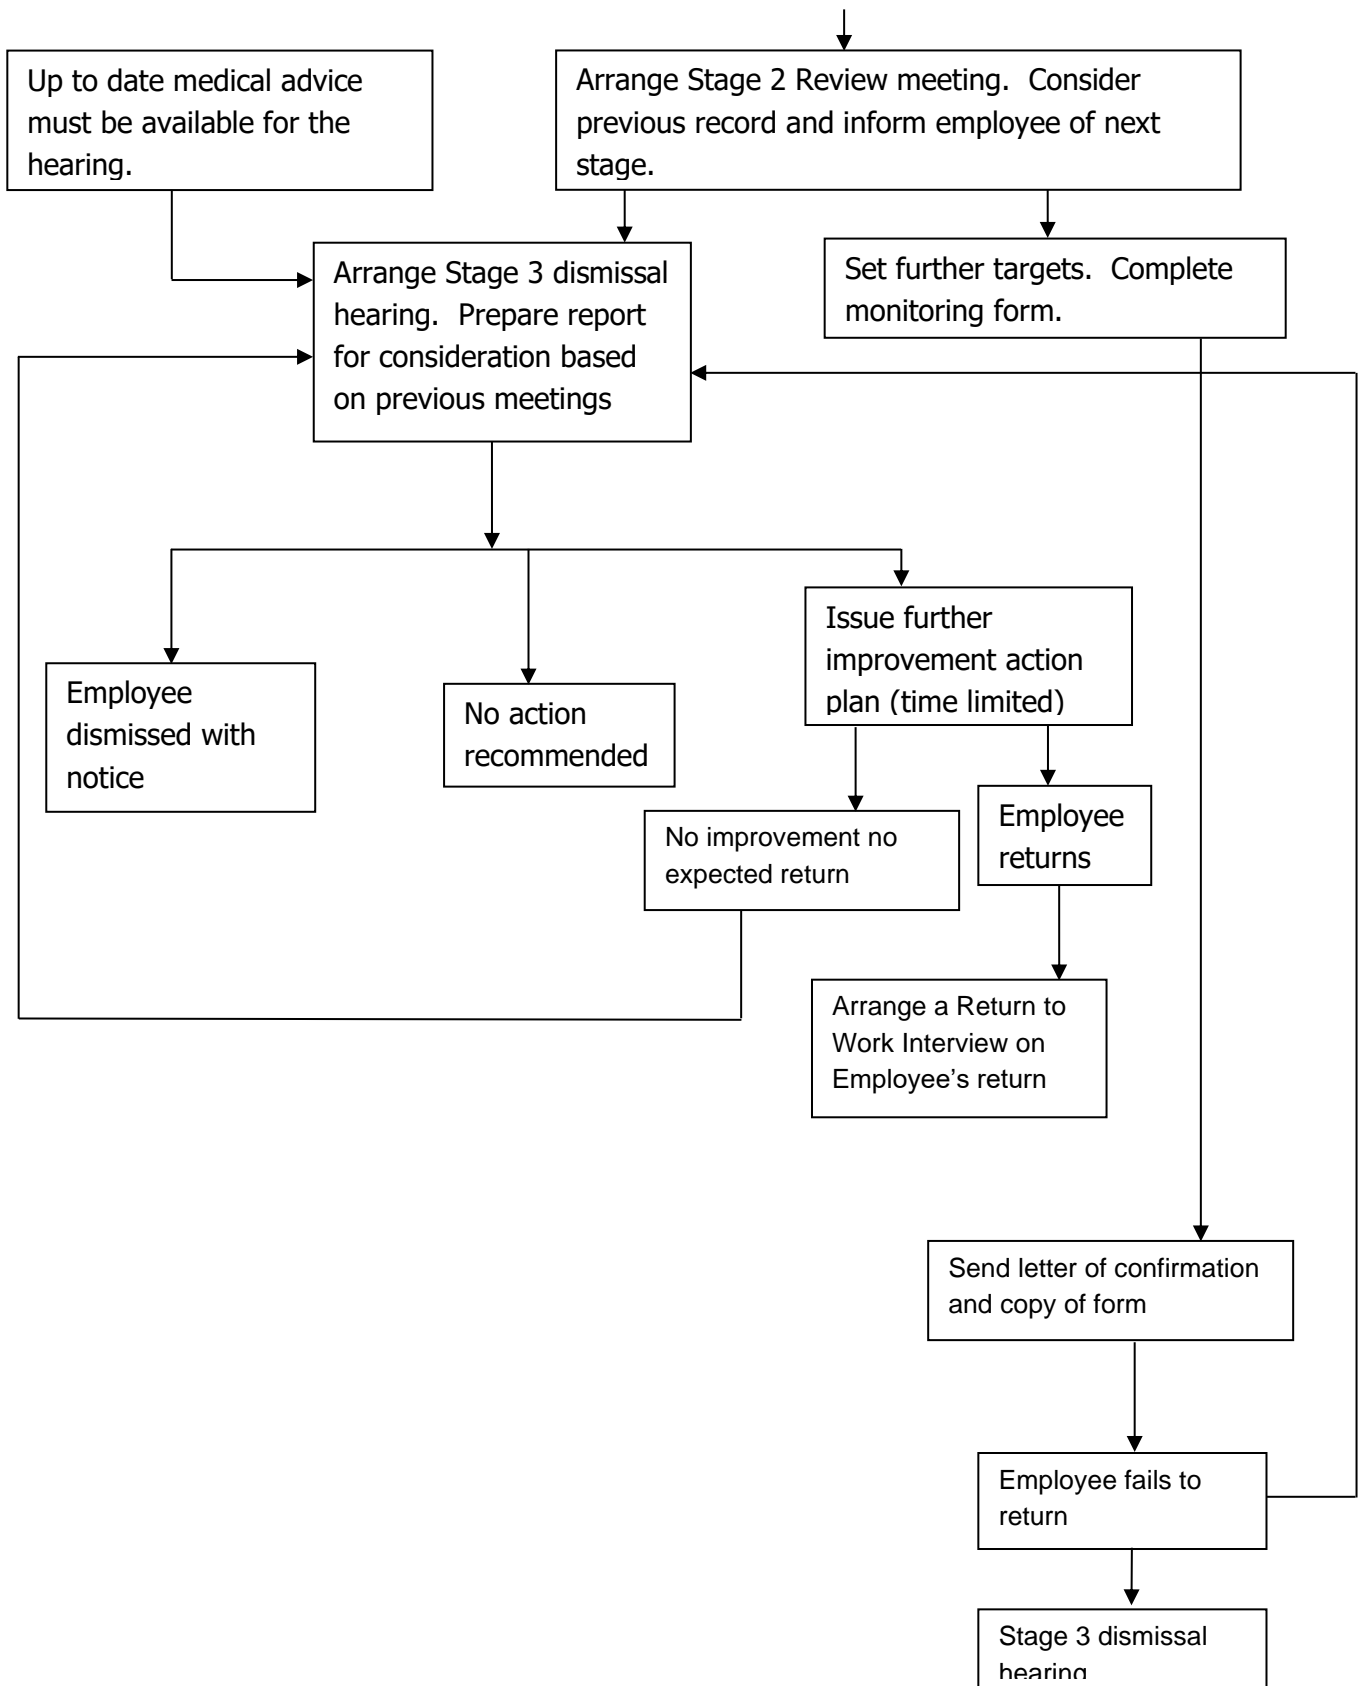 Up to date medical advice
must be available for the
hearing.
Arrange Stage 2 Review meeting.  Consider
previous record and inform employee of next
stage.
Arrange Stage 3 dismissal
hearing.  Prepare report
for consideration based
on previous meetings
Set further targets.  Complete
monitoring form.
Employee
dismissed with
notice
No action
recommended
Issue further
improvement action
plan (time limited)
No improvement no
expected return
Employee
returns
Arrange a Return to
Work Interview on
Employee’s return
Send letter of confirmation
and copy of form
Employee fails to
return
Stage 3 dismissal
hearing